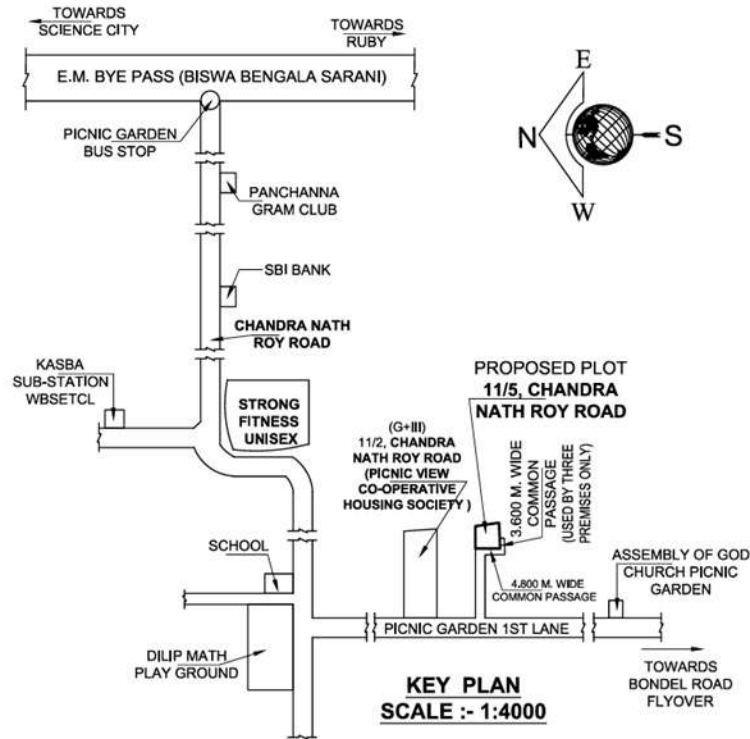 TOWARDS
SCIENCE CITY
TOWARDS
RUBY
E.M. BYE PASS (BISWA BENGALA SARANI)
PICNIC GARDEN
BUS STOP
E
N
S
W
PANCHANNA
GRAM CLUB
SBI BANK
CHANDRA NATH
ROY ROAD
KASBA
SUB-STATION
WBSETCL
STRONG
FITNESS
UNISEX
PROPOSED PLOT
11/5, CHANDRA
NATH ROY ROAD
(G+III)
11/2, CHANDRA
NATH ROY ROAD
(PICNIC VIEW
CO-OPERATIVE
HOUSING SOCIETY )
3.600 M. WIDE
COMMON
PASSAGE
(USED BY THREE
PREMISES ONLY)
SCHOOL
4.800 M. WIDE
COMMON PASSAGE
ASSEMBLY OF GOD
CHURCH PICNIC
GARDEN
PICNIC GARDEN 1ST LANE
DILIP MATH
PLAY GROUND
TOWARDS
BONDEL ROAD
FLYOVER
KEY PLAN
SCALE :- 1:4000